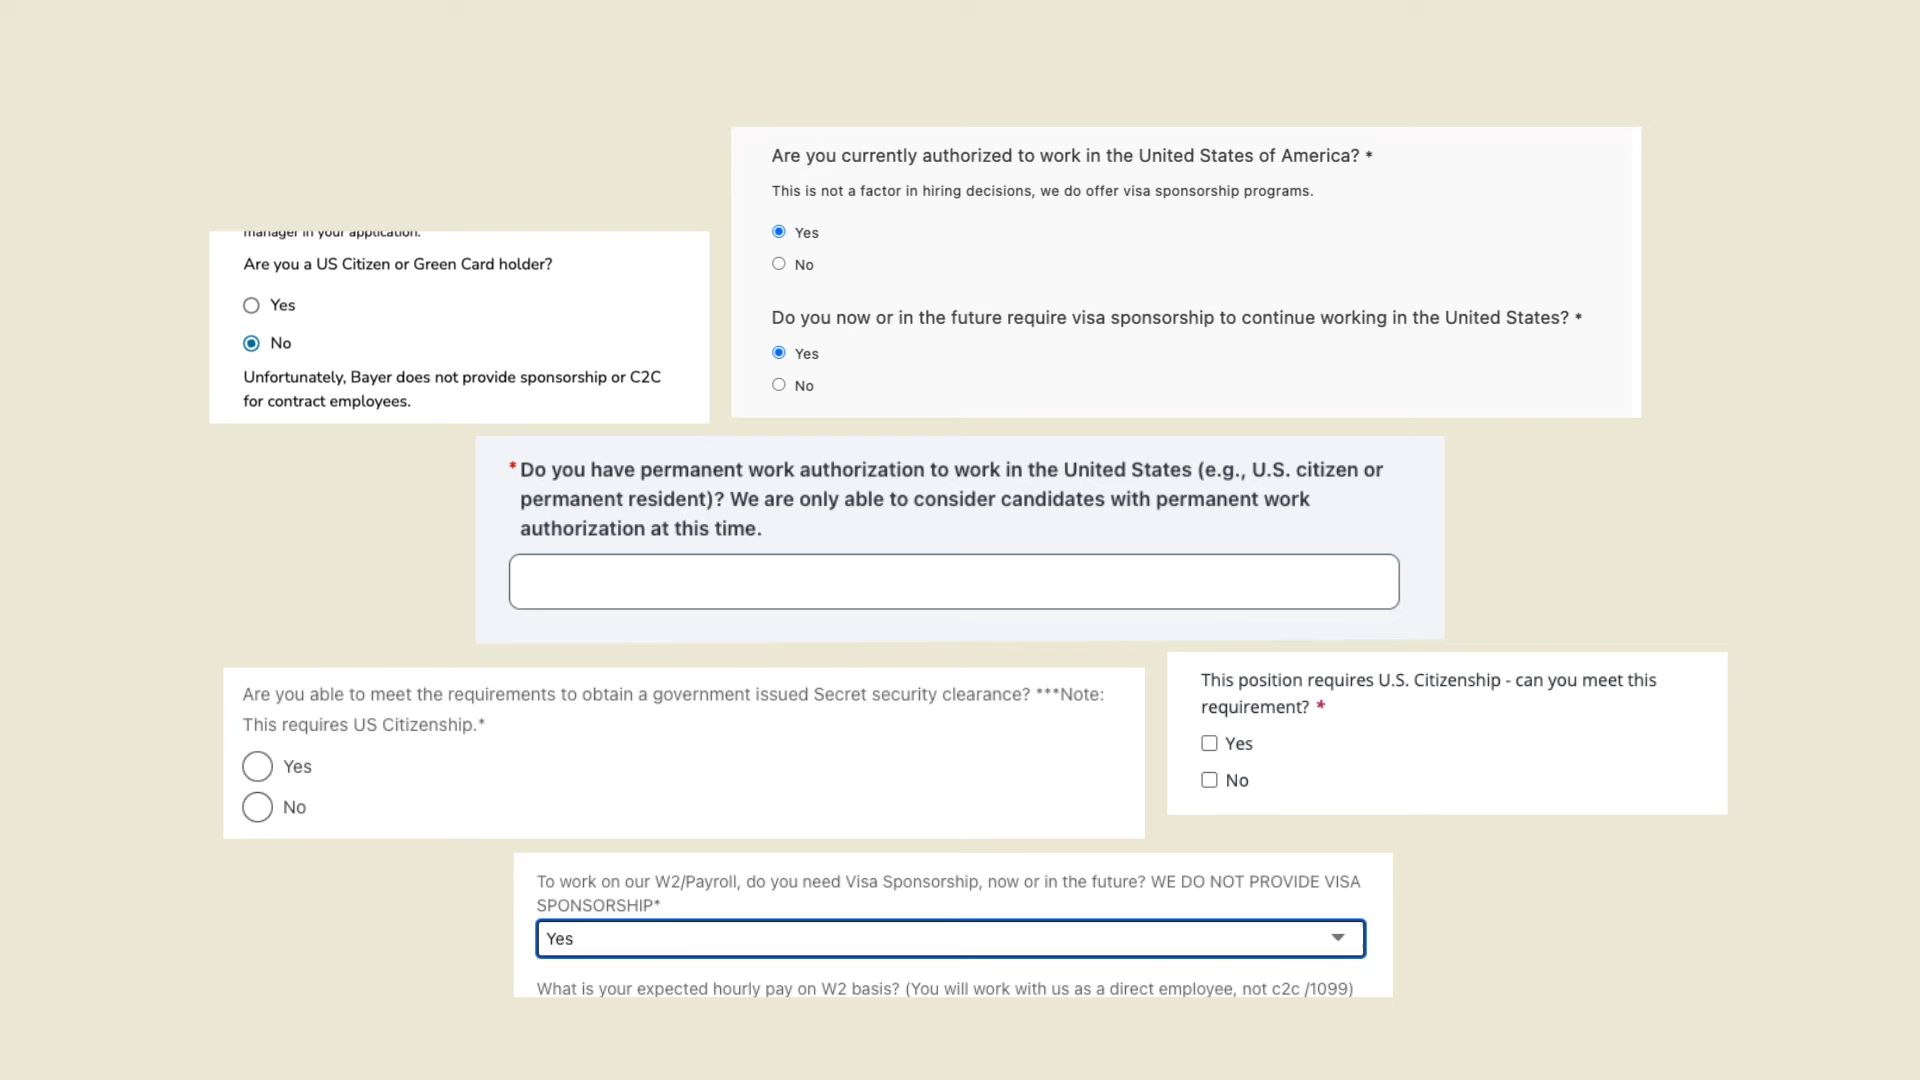 Are you currently authorized to work in the United States of America? *
This is not a factor in hiring decisions, we do offer visa sponsorship programs.
Yes
No
Do you now or in the future require visa sponsorship to continue working in the United States? *
Yes
No
manager in your application.
Are you a US Citizen or Green Card holder?
Yes
No
Unfortunately, Bayer does not provide sponsorship or C2C
for contract employees.
*Do you have permanent work authorization to work in the United States (e.g., U.S. citizen or
permanent resident)? We are only able to consider candidates with permanent work
authorization at this time.
Are you able to meet the requirements to obtain a government issued Secret security clearance? ***Note:
This requires US Citizenship.*
Yes
No
This position requires U.S. Citizenship - can you meet this
requirement? *
Yes
No
To work on our W2/Payroll, do you need Visa Sponsorship, now or in the future? WE DO NOT PROVIDE VISA
SPONSORSHIP*
Yes
What is your expected hourly pay on W2 basis? (You will work with us as a direct employee, not c2c /1099)